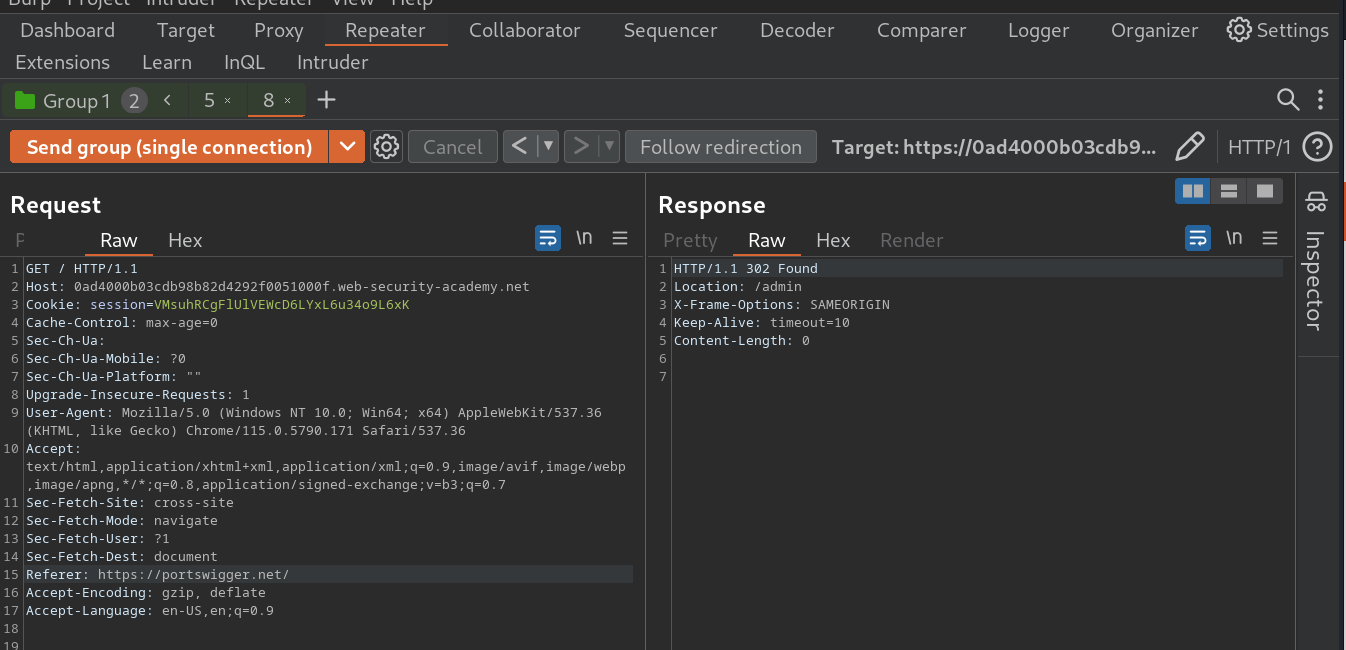 Burp Project Intruder Repeater View Help
Dashboard Target Proxy Repeater Collaborator Sequencer Decoder Comparer Logger Organizer Settings
Extensions Learn InQL Intruder
Group 1 2 < 5 × 8 × +
Send group (single connection) Cancel < > Follow redirection Target: https://0ad4000b03cdb9... HTTP/1 ?
Request
P Raw Hex \n
1 GET / HTTP/1.1
2 Host: 0ad4000b03cdb98b82d4292f0051000f.web-security-academy.net
3 Cookie: session=VMsuhRCgFlUlVEWcD6LYxL6u34o9L6xK
4 Cache-Control: max-age=0
5 Sec-Ch-Ua:
6 Sec-Ch-Ua-Mobile: ?0
7 Sec-Ch-Ua-Platform: ""
8 Upgrade-Insecure-Requests: 1
9 User-Agent: Mozilla/5.0 (Windows NT 10.0; Win64; x64) AppleWebKit/537.36
(KHTML, like Gecko) Chrome/115.0.5790.171 Safari/537.36
10 Accept:
text/html,application/xhtml+xml,application/xml;q=0.9,image/avif,image/webp
,image/apng,*/*;q=0.8,application/signed-exchange;v=b3;q=0.7
11 Sec-Fetch-Site: cross-site
12 Sec-Fetch-Mode: navigate
13 Sec-Fetch-User: ?1
14 Sec-Fetch-Dest: document
15 Referer: https://portswigger.net/
16 Accept-Encoding: gzip, deflate
17 Accept-Language: en-US,en;q=0.9
18
19
Response
Pretty Raw Hex Render \n
1 HTTP/1.1 302 Found
2 Location: /admin
3 X-Frame-Options: SAMEORIGIN
4 Keep-Alive: timeout=10
5 Content-Length: 0
6
7
Inspector